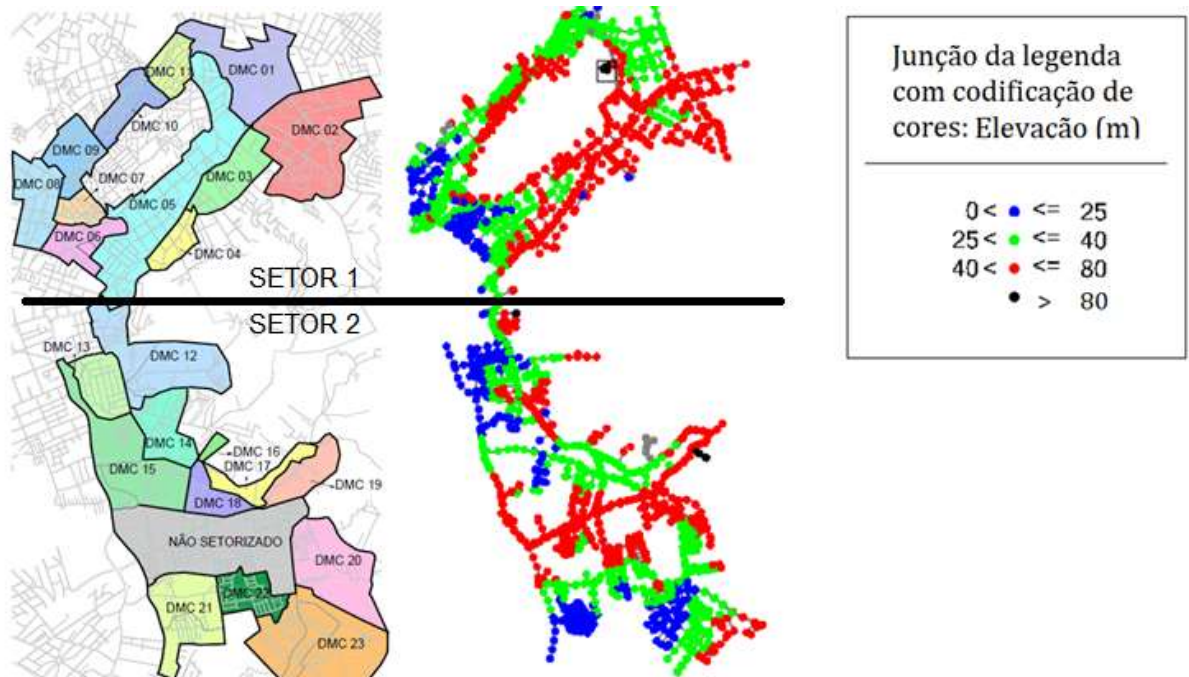 DMC 11
DMC 01
DMC 10
DMC 02
DMC 09
DMC 07
DMC 08
DMC 03
DMC 05
DMC 06
DMC 04
SETOR 1
SETOR 2
DMC 13
DMC 12
DMC 14
DMC 16
DMC 15
DMC 17
DMC 19
DMC 18
NÃO SETORIZADO
DMC 20
DMC 22
DMC 21
DMC 23
Junção da legenda
com codificação de
cores: Elevação (m)
0 < <= 25
25 < <= 40
40 < <= 80
> 80